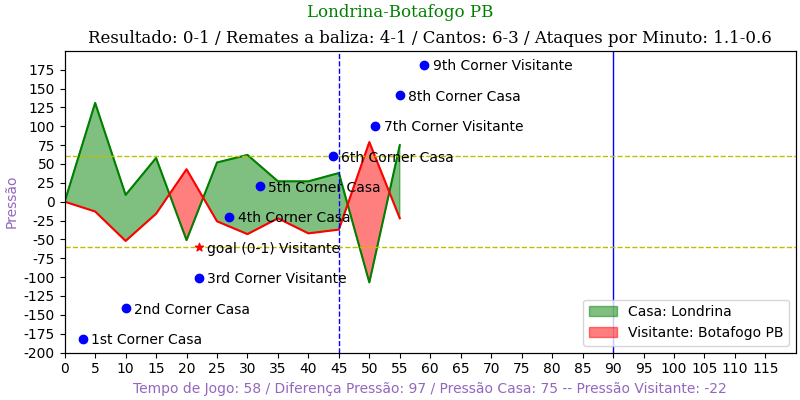 Londrina-Botafogo PB
Resultado: 0-1 / Remates a baliza: 4-1 / Cantos: 6-3 / Ataques por Minuto: 1.1-0.6
Pressão
175
150
125
100
75
50
25
0
-25
-50
-75
-100
-125
-150
-175
-200
9th Corner Visitante
8th Corner Casa
7th Corner Visitante
6th Corner Casa
5th Corner Casa
4th Corner Casa
goal (0-1) Visitante
3rd Corner Visitante
2nd Corner Casa
1st Corner Casa
Casa: Londrina
Visitante: Botafogo PB
0 5 10 15 20 25 30 35 40 45 50 55 60 65 70 75 80 85 90 95 100 105 110 115
Tempo de Jogo: 58 / Diferença Pressão: 97 / Pressão Casa: 75 -- Pressão Visitante: -22